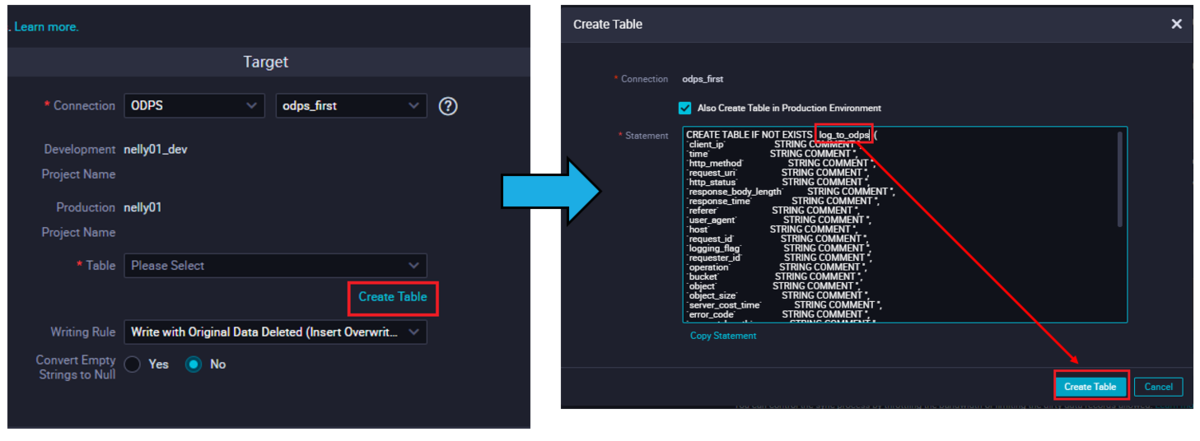 . Learn more.
Target
* Connection ODPS odps_first ?
Development nelly01_dev
Project Name
Production nelly01
Project Name
* Table Please Select
Create Table
Writing Rule Write with Original Data Deleted (Insert Overwrit...
Convert Empty Yes No
Strings to Null
Create Table
* Connection odps_first
Also Create Table in Production Environment
* Statement CREATE TABLE IF NOT EXISTS log_to_odps (
`client_ip` STRING COMMENT '',
`time` STRING COMMENT '',
`http_method` STRING COMMENT '',
`request_uri` STRING COMMENT '',
`http_status` STRING COMMENT '',
`response_body_length` STRING COMMENT '',
`response_time` STRING COMMENT '',
`referer` STRING COMMENT '',
`user_agent` STRING COMMENT '',
`host` STRING COMMENT '',
`request_id` STRING COMMENT '',
`logging_flag` STRING COMMENT '',
`requester_id` STRING COMMENT '',
`operation` STRING COMMENT '',
`bucket` STRING COMMENT '',
`object` STRING COMMENT '',
`object_size` STRING COMMENT '',
`server_cost_time` STRING COMMENT '',
`error_code` STRING COMMENT '',
STRING COMMENT '',
Copy Statement
Create Table Cancel